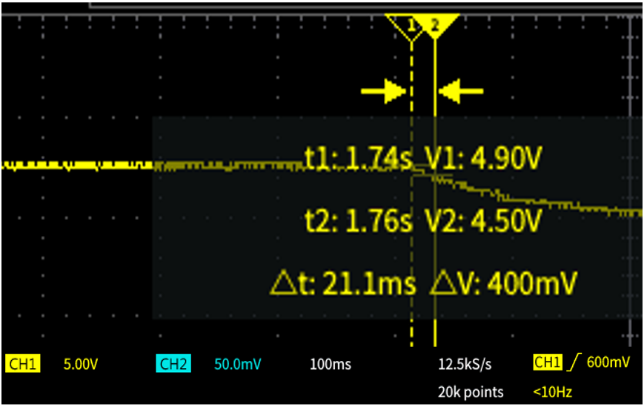 1 2
t1: 1.74s V1: 4.90V
t2: 1.76s V2: 4.50V
△t: 21.1ms △V: 400mV
CH1 5.00V CH2 50.0mV 100ms 12.5kS/s CH1 600mV
20k points <10Hz